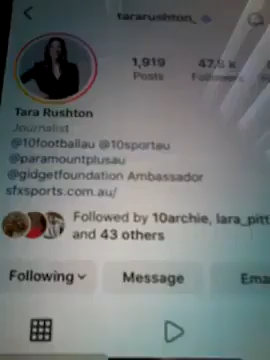 tararushton_
1,919
47.5 k
Posts
Followers
Tara Rushton
Journalist
@10footballau @10sportau
@paramountplusau
@gidgetfoundation Ambassador
sfxsports.com.au/
Followed by 10archie, lara_pitt
and 43 others
Following
Message
Ema